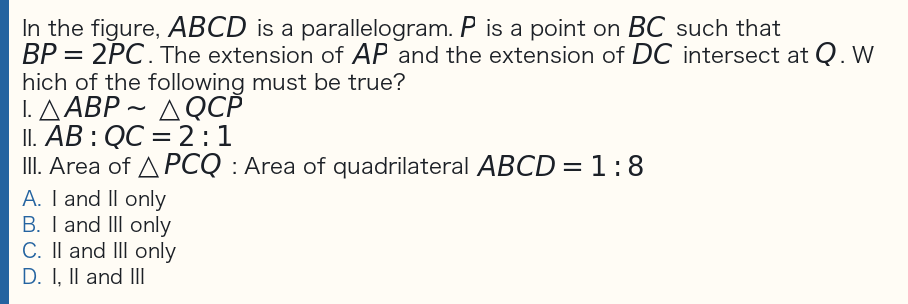 In the figure, ABCD is a parallelogram. P is a point on BC such that
BP = 2PC. The extension of AP and the extension of DC intersect at Q. W
hich of the following must be true?
I. △ABP ~ △QCP
II. AB : QC = 2 : 1
III. Area of △PCQ : Area of quadrilateral ABCD = 1 : 8
A. I and II only
B. I and III only
C. II and III only
D. I, II and III